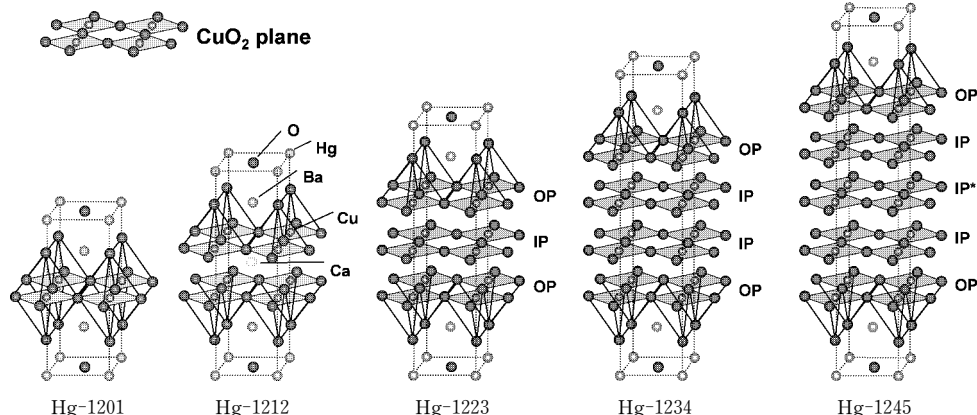 CuO₂ plane
O
Hg
Ba
Cu
Ca
OP
IP
OP
OP
IP
IP
OP
OP
IP
IP*
IP
OP
Hg-1201
Hg-1212
Hg-1223
Hg-1234
Hg-1245